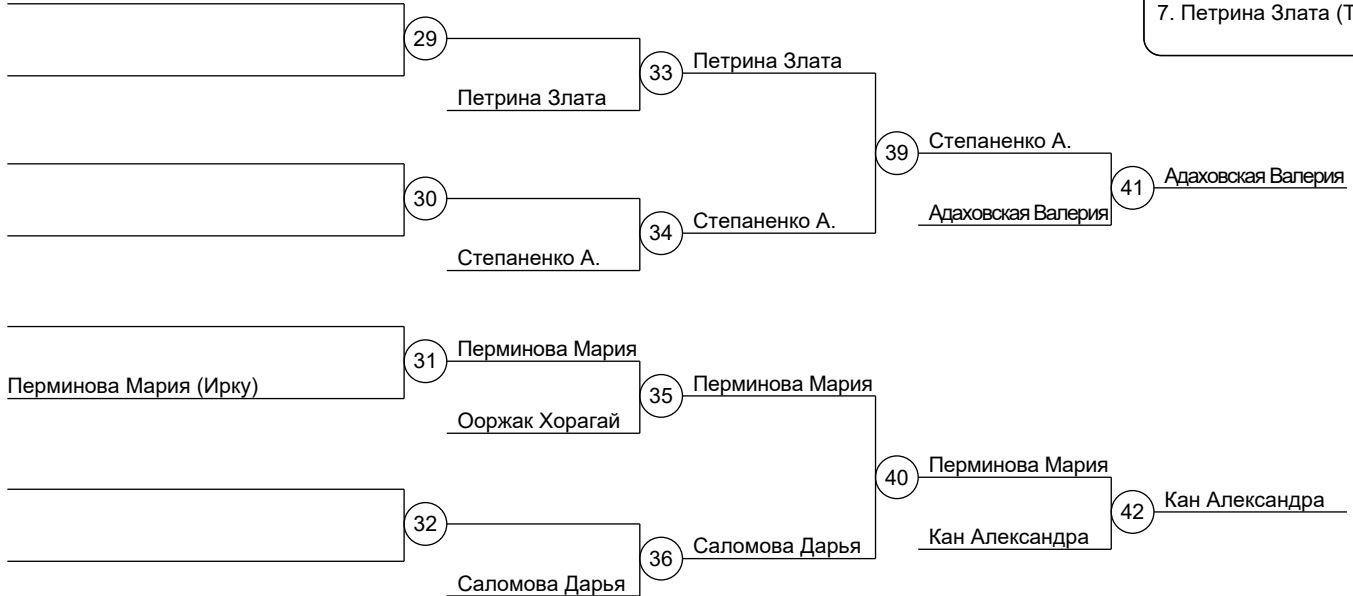 7. Петрина Злата (Т
29
33
Петрина Злата
Петрина Злата
39
Степаненко А.
41
Адаховская Валерия
30
34
Степаненко А.
Адаховская Валерия
Степаненко А.
31
Перминова Мария
Перминова Мария (Ирку)
35
Перминова Мария
Ооржак Хорагай
40
Перминова Мария
42
Кан Александра
32
36
Саломова Дарья
Кан Александра
Саломова Дарья